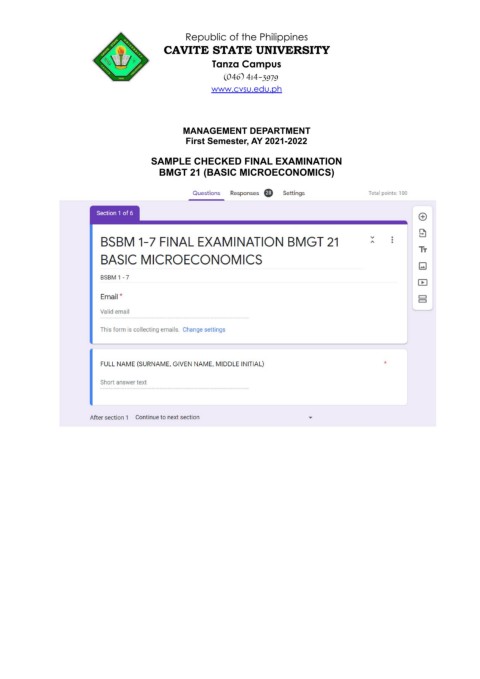 Republic of the Philippines
CAVITE STATE UNIVERSITY
Tanza Campus
(046) 414-3979
www.cvsu.edu.ph
MANAGEMENT DEPARTMENT
First Semester, AY 2021-2022
SAMPLE CHECKED FINAL EXAMINATION
BMGT 21 (BASIC MICROECONOMICS)
Questions Responses 39 Settings Total points: 100
Section 1 of 6
BSBM 1-7 FINAL EXAMINATION BMGT 21
BASIC MICROECONOMICS
BSBM 1 - 7
Email *
Valid email
This form is collecting emails. Change settings
FULL NAME (SURNAME, GIVEN NAME, MIDDLE INITIAL) *
Short answer text
After section 1 Continue to next section